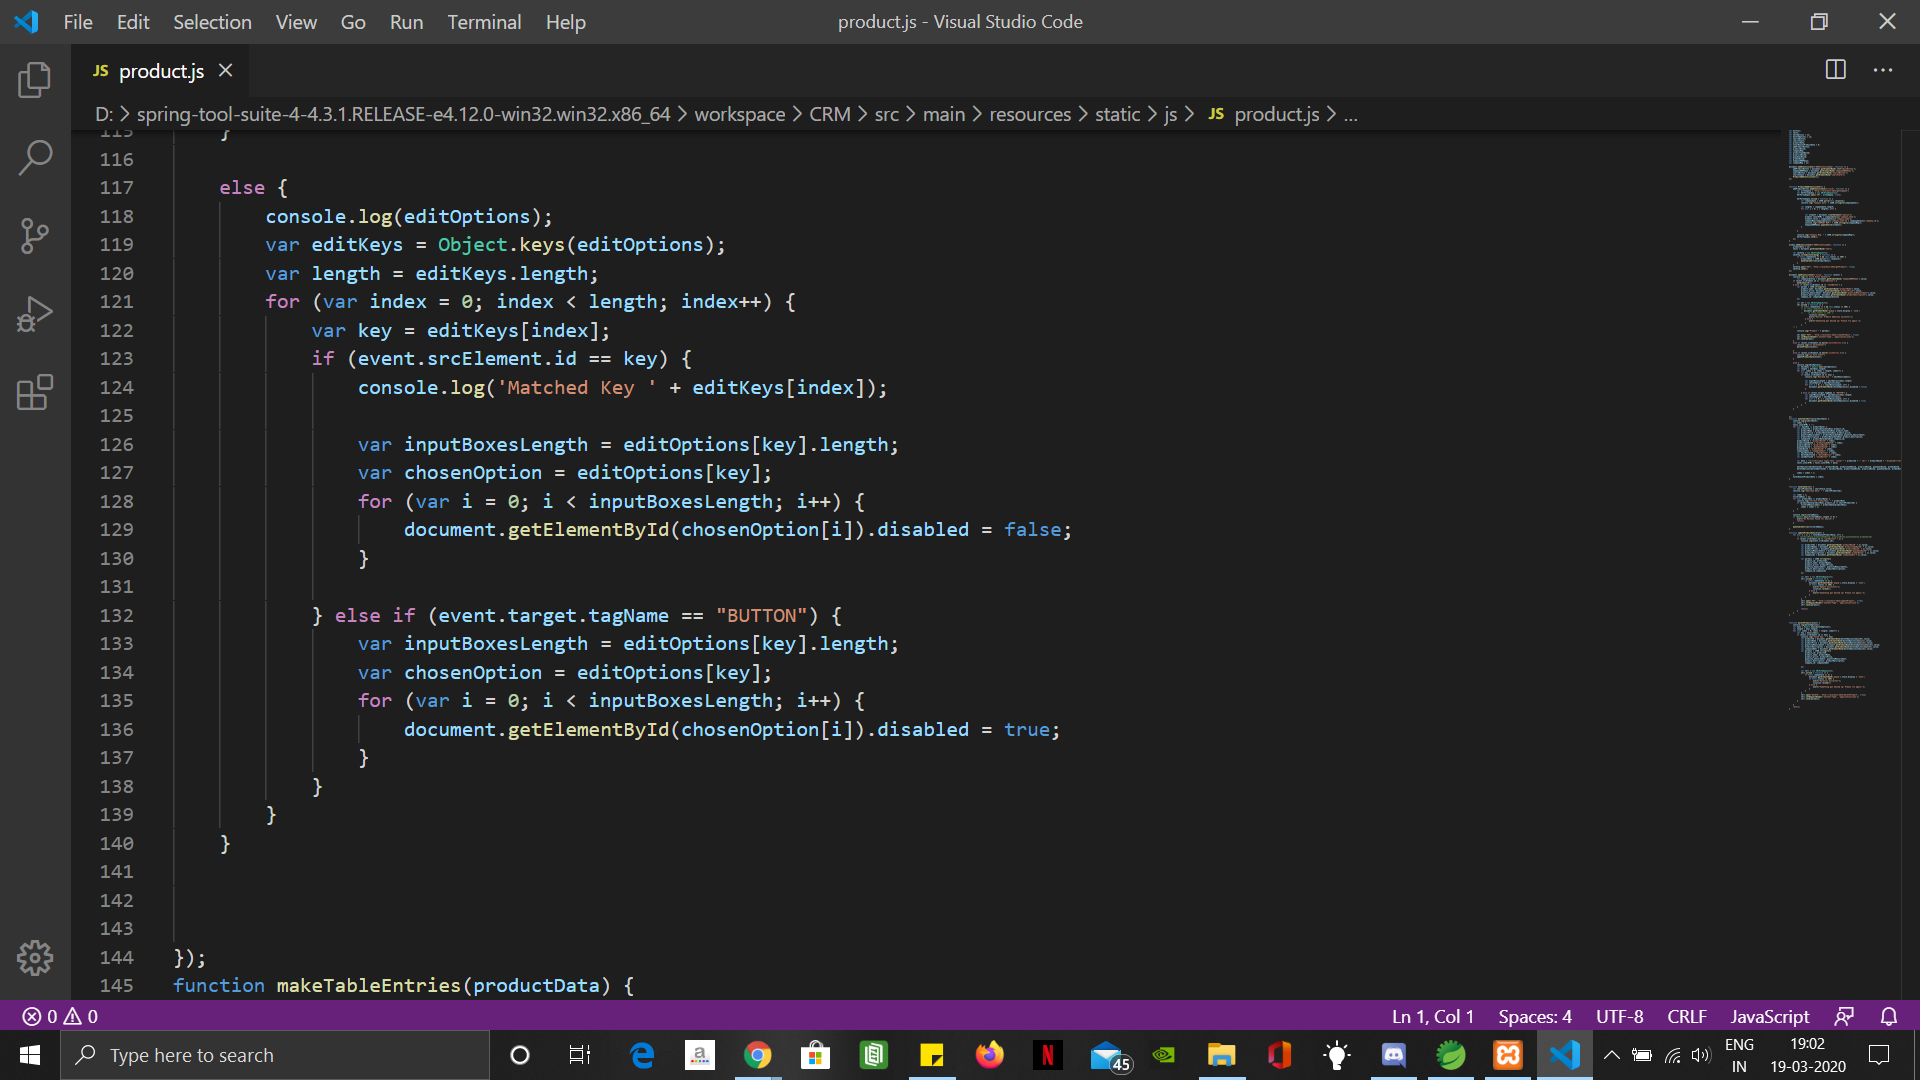 File Edit Selection View Go Run Terminal Help product.js - Visual Studio Code
JS product.js
D: > spring-tool-suite-4-4.3.1.RELEASE-e4.12.0-win32.win32.x86_64 > workspace > CRM > src > main > resources > static > js > JS product.js > ...
115 }
116
117 else {
118 console.log(editOptions);
119 var editKeys = Object.keys(editOptions);
120 var length = editKeys.length;
121 for (var index = 0; index < length; index++) {
122 var key = editKeys[index];
123 if (event.srcElement.id == key) {
124 console.log('Matched Key ' + editKeys[index]);
125
126 var inputBoxesLength = editOptions[key].length;
127 var chosenOption = editOptions[key];
128 for (var i = 0; i < inputBoxesLength; i++) {
129 document.getElementById(chosenOption[i]).disabled = false;
130 }
131
132 } else if (event.target.tagName == "BUTTON") {
133 var inputBoxesLength = editOptions[key].length;
134 var chosenOption = editOptions[key];
135 for (var i = 0; i < inputBoxesLength; i++) {
136 document.getElementById(chosenOption[i]).disabled = true;
137 }
138 }
139 }
140 }
141
142
143
144 });
145 function makeTableEntries(productData) {
0 0 Ln 1, Col 1 Spaces: 4 UTF-8 CRLF JavaScript
Type here to search a N 45 ENG 19:02
IN 19-03-2020